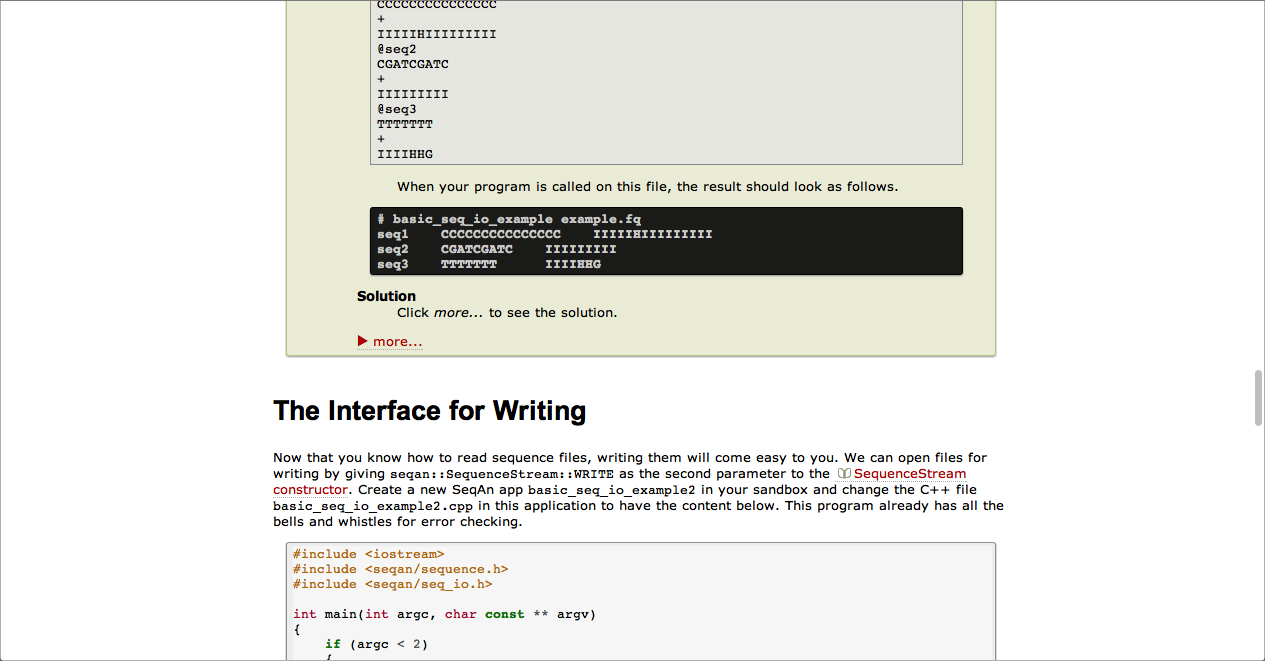 CCCCCCCCCCCCCCC
+
IIIIIHIIIIIIIII
@seq2
CGATCGATC
+
IIIIIIIII
@seq3
TTTTTTT
+
IIIIHHG
When your program is called on this file, the result should look as follows.
# basic_seq_io_example example.fq
seq1    CCCCCCCCCCCCCCC    IIIIIHIIIIIIIII
seq2    CGATCGATC    IIIIIIIII
seq3    TTTTTTT      IIIIHHG
Solution
Click more... to see the solution.
more...
The Interface for Writing
Now that you know how to read sequence files, writing them will come easy to you. We can open files for
writing by giving seqan::SequenceStream::WRITE as the second parameter to the SequenceStream
constructor. Create a new SeqAn app basic_seq_io_example2 in your sandbox and change the C++ file
basic_seq_io_example2.cpp in this application to have the content below. This program already has all the
bells and whistles for error checking.
#include <iostream>
#include <seqan/sequence.h>
#include <seqan/seq_io.h>
int main(int argc, char const ** argv)
{
    if (argc < 2)
    {